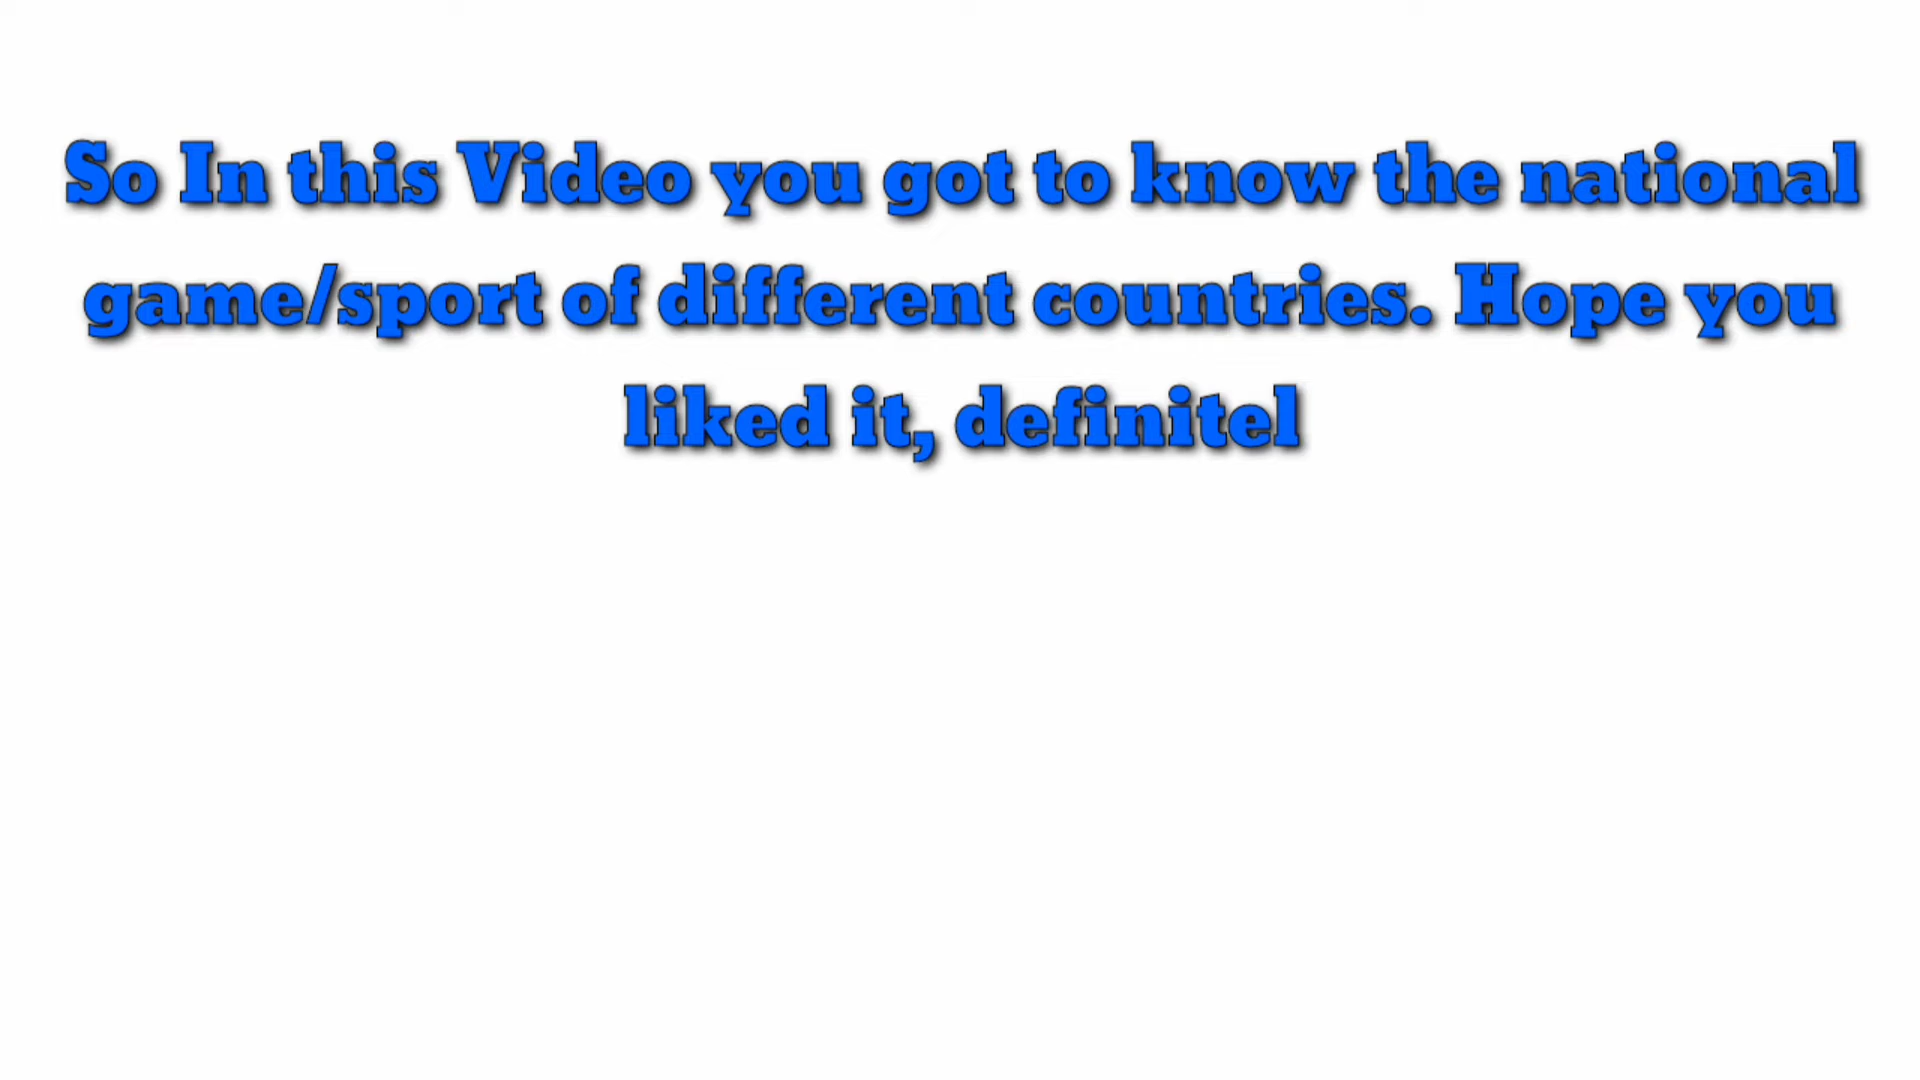 So In this Video you got to know the national
game/sport of different countries. Hope you
liked it, definitel